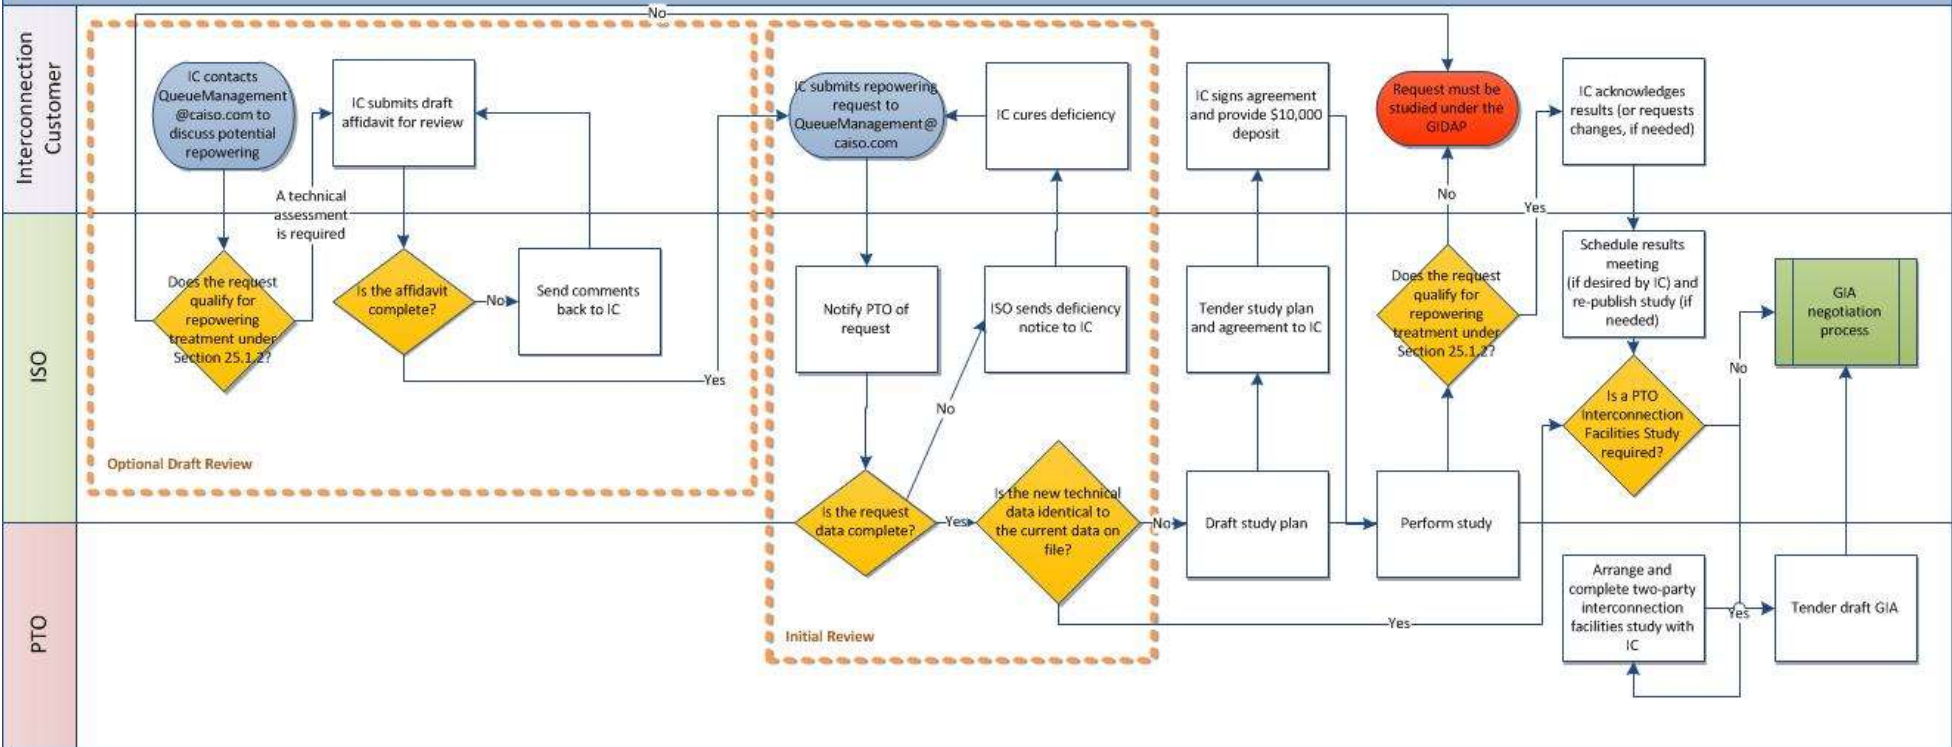 No
Interconnection
Customer
IC contacts
QueueManagement
@caiso.com to
discuss potential
repowering
IC submits draft
affidavit for review
A technical
assessment
is required
IC submits repowering
request to
QueueManagement@
caiso.com
IC cures deficiency
IC signs agreement
and provide $10,000
deposit
Request must be
studied under the
GIDAP
IC acknowledges
results (or requests
changes, if needed)
No
Yes
ISO
Does the request
qualify for
repowering
treatment under
Section 25.1.2?
Is the affidavit
complete?
No
Send comments
back to IC
Yes
Optional Draft Review
Notify PTO of
request
ISO sends deficiency
notice to IC
No
Tender study plan
and agreement to IC
Does the request
qualify for
repowering
treatment under
Section 25.1.2?
Schedule results
meeting
(if desired by IC) and
re-publish study (if
needed)
GIA
negotiation
process
No
Is a PTO
Interconnection
Facilities Study
required?
Is the request
data complete?
Yes
Is the new technical
data identical to
the current data on
file?
No
Draft study plan
Perform study
PTO
Initial Review
Yes
Arrange and
complete two-party
interconnection
facilities study with
IC
Yes
Tender draft GIA